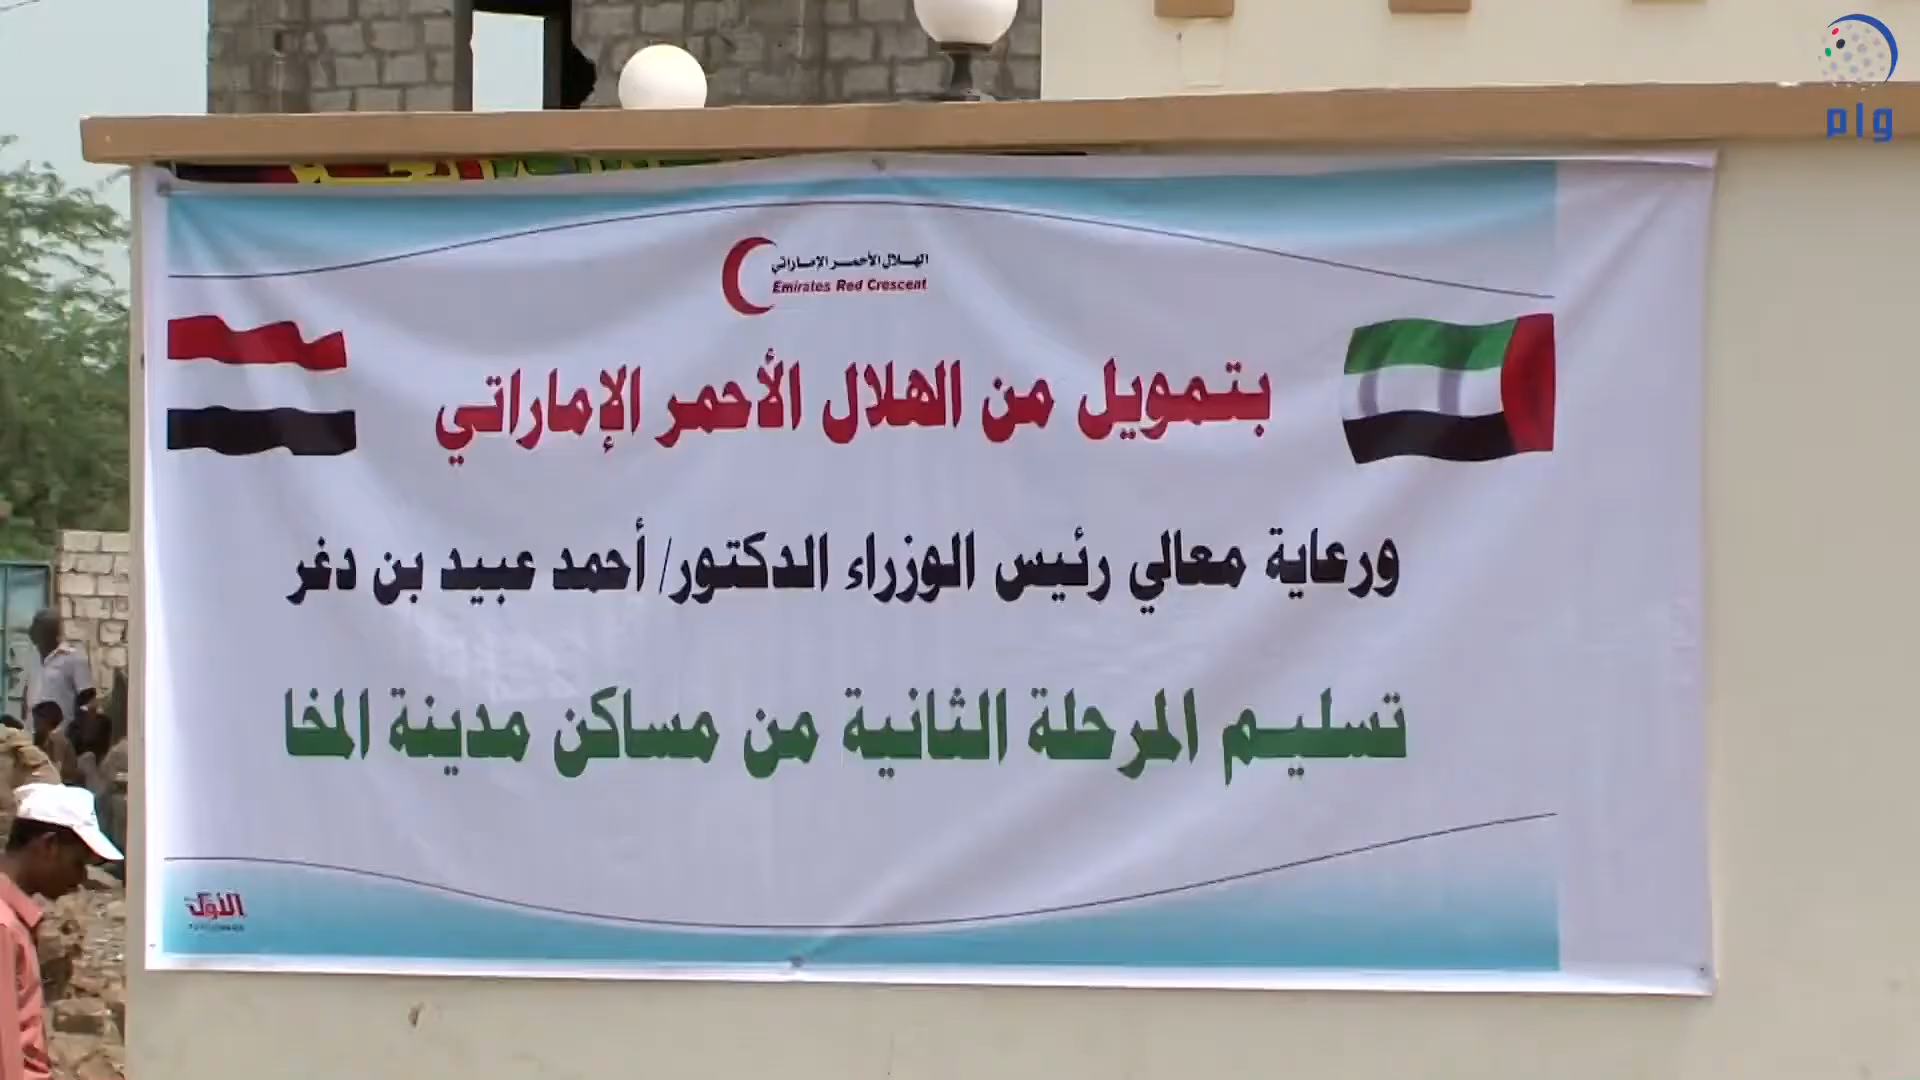 وام
الهلال الأحمر الإماراتي
Emirates Red Crescent
بتمويل من الهلال الأحمر الإماراتي
ورعاية معالي رئيس الوزراء الدكتور/ أحمد عبيد بن دغر
تسليم المرحلة الثانية من مساكن مدينة المخا
الأول